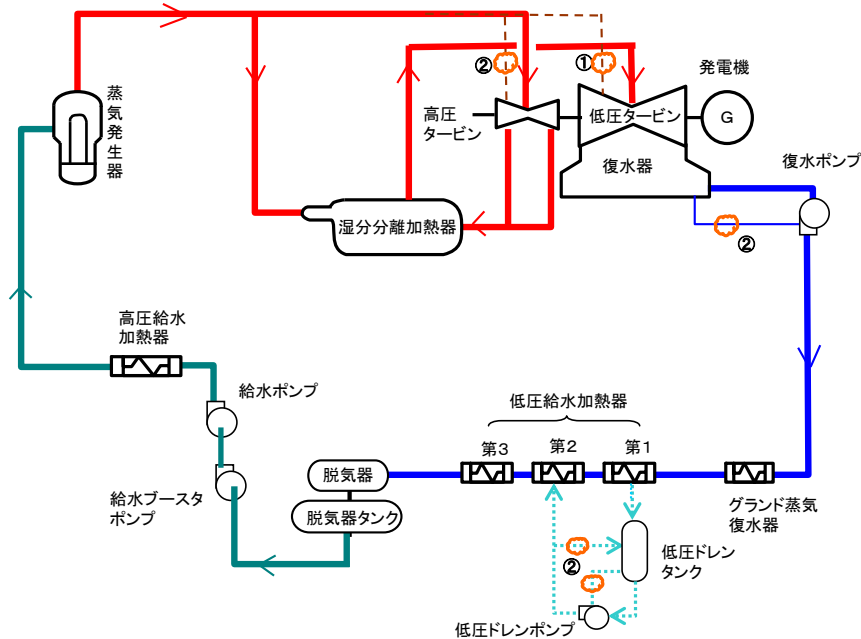 ②
①
発電機
蒸気発生器
高圧
タービン
低圧タービン
G
復水器
復水ポンプ
湿分分離加熱器
②
高圧給水
加熱器
給水ポンプ
低圧給水加熱器
第3
第2
第1
脱気器
給水ブースタ
ポンプ
脱気器タンク
グランド蒸気
復水器
低圧ドレン
タンク
②
低圧ドレンポンプ